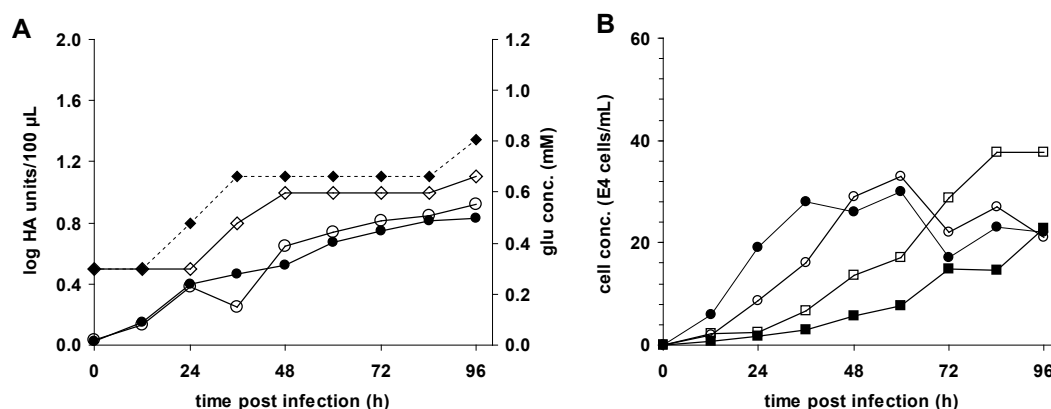 A
B
log HA units/100 µL
2.0
1.6
1.2
0.8
0.4
0.0
1.2
1.0
0.8
0.6
0.4
0.2
0.0
glu conc. (mM)
0 24 48 72 96
time post infection (h)
cell conc. (E4 cells/mL)
60
40
20
0
0 24 48 72 96
time post infection (h)